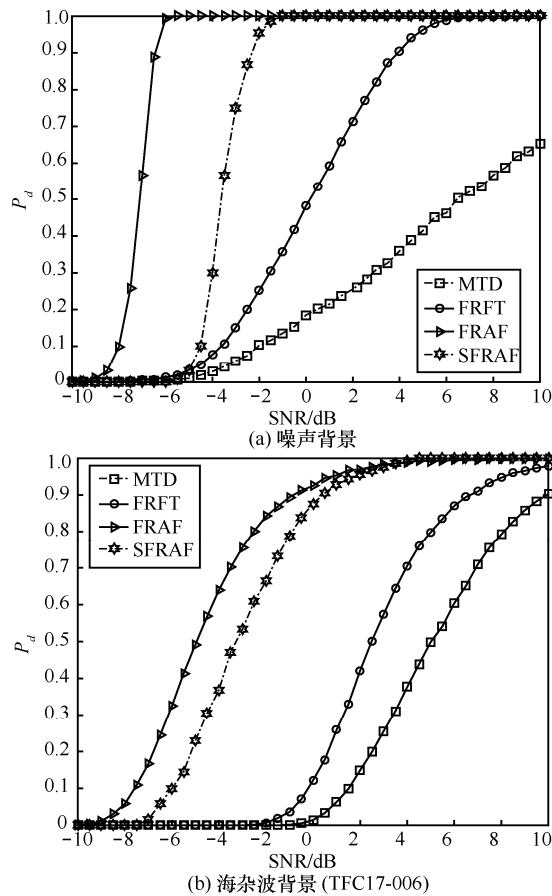 1.0
0.9
0.8
0.7
0.6
0.5
0.4
0.3
0.2
0.1
0
P_d
MTD
FRFT
FRAF
SFRAF
-10 -8 -6 -4 -2 0 2 4 6 8 10
SNR/dB
(a) 噪声背景
1.0
0.9
0.8
0.7
0.6
0.5
0.4
0.3
0.2
0.1
0
P_d
MTD
FRFT
FRAF
SFRAF
-10 -8 -6 -4 -2 0 2 4 6 8 10
SNR/dB
(b) 海杂波背景 (TFC17-006)